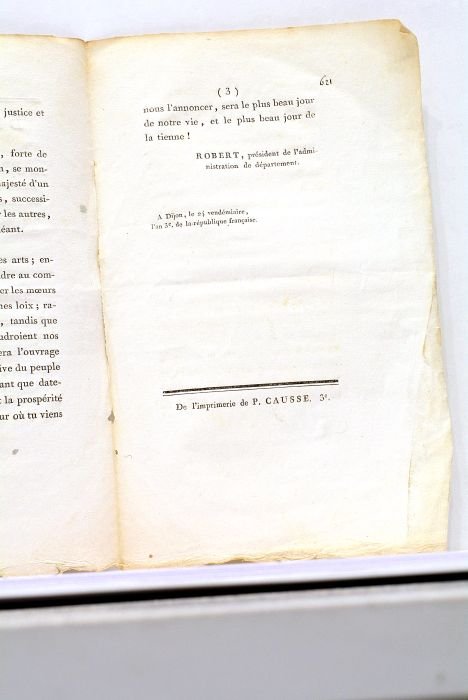 justice et
, forte de
, se mon-
ajesté d'un
s, successi-
les autres,
éant.
es arts; en-
dre au com-
er les mœurs
nes loix; ra-
, tandis que
udroient nos
era l'ouvrage
ive du peuple
ant que date-
la prospérité
ur où tu viens
(3)
621
nous l'annoncer, sera le plus beau jour
de notre vie, et le plus beau jour de
la tienne!
ROBERT, président de l'admi-
nistration de département.
A Dijon, le 24 vendémiaire,
l'an 3e. de la république française.
De l'imprimerie de P. CAUSSE. 3e.